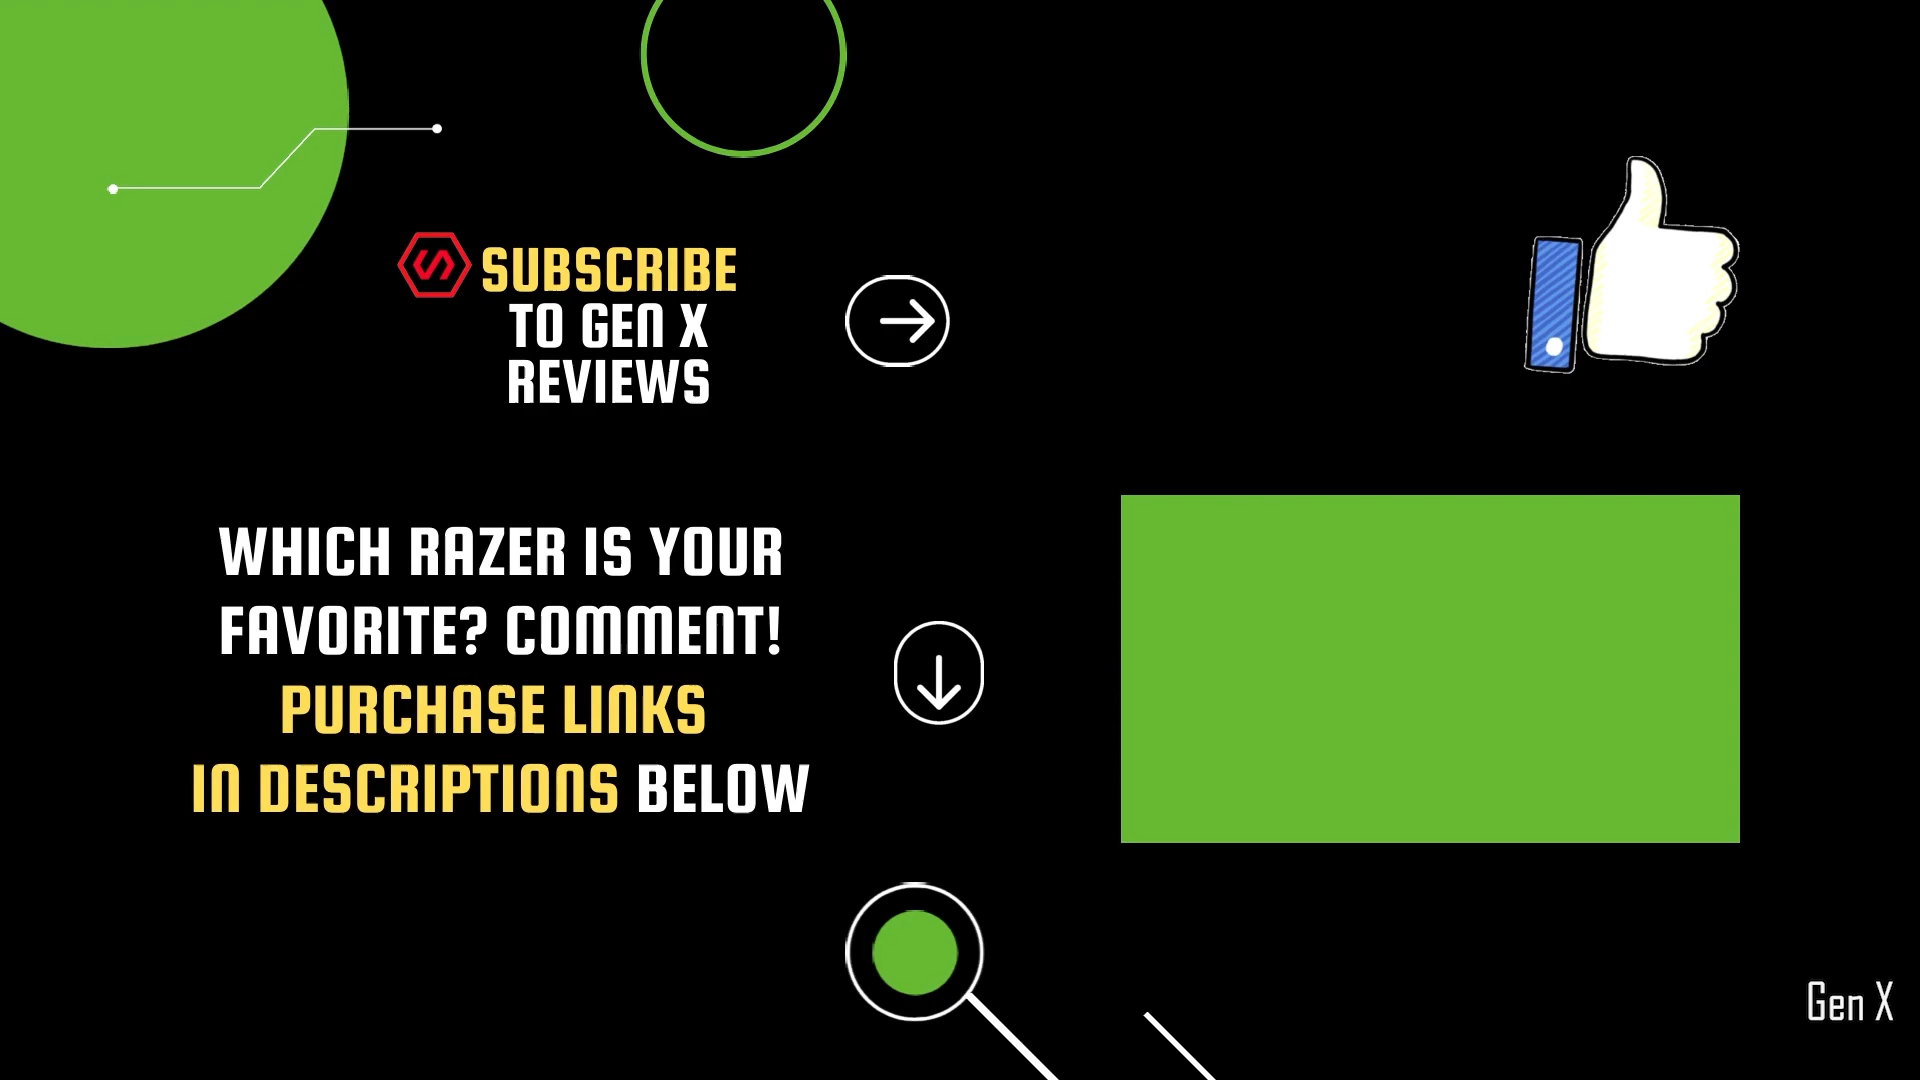 SUBSCRIBE
TO GEN X
REVIEWS
WHICH RAZER IS YOUR
FAVORITE? COMMENT!
PURCHASE LINKS
IN DESCRIPTIONS BELOW
Gen X